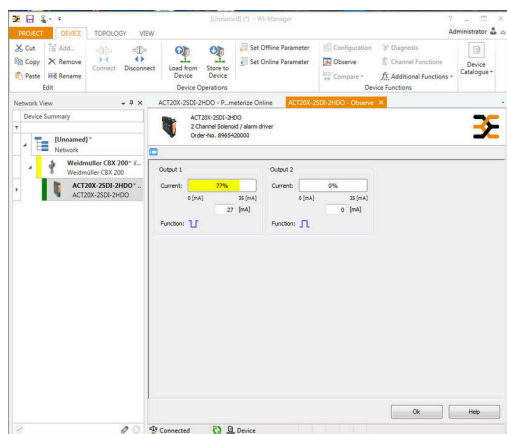 [Unnamed] (*) - WI-Manager
PROJECT DEVICE TOPOLOGY VIEW Administrator
Cut Add...
Copy Remove
Paste Rename
Edit
Connect Disconnect
Load from Device
Store to Device
Set Offline Parameter
Set Online Parameter
Device Operations
Configuration Diagnosis
Observe Channel Functions
Compare Additional Functions
Device Functions
Device Catalogue
Network View
Device Summary
[Unnamed]*
Network
Weidmüller CBX 200* /...
Weidmüller CBX 200
ACT20X-2SDI-2HDO* ..
ACT20X-2SDI-2HDO
ACT20X-2SDI-2HDO - P...meterize Online ACT20X-2SDI-2HDO - Observe
ACT20X-2SDI-2HDO
2 Channel Solenoid / alarm driver
Order-No. 8965420000
Output 1
Current: 77%
0 [mA] 35 [mA]
27 [mA]
Function:
Output 2
Current: 0%
0 [mA] 35 [mA]
0 [mA]
Function:
Ok Help
Connected Device